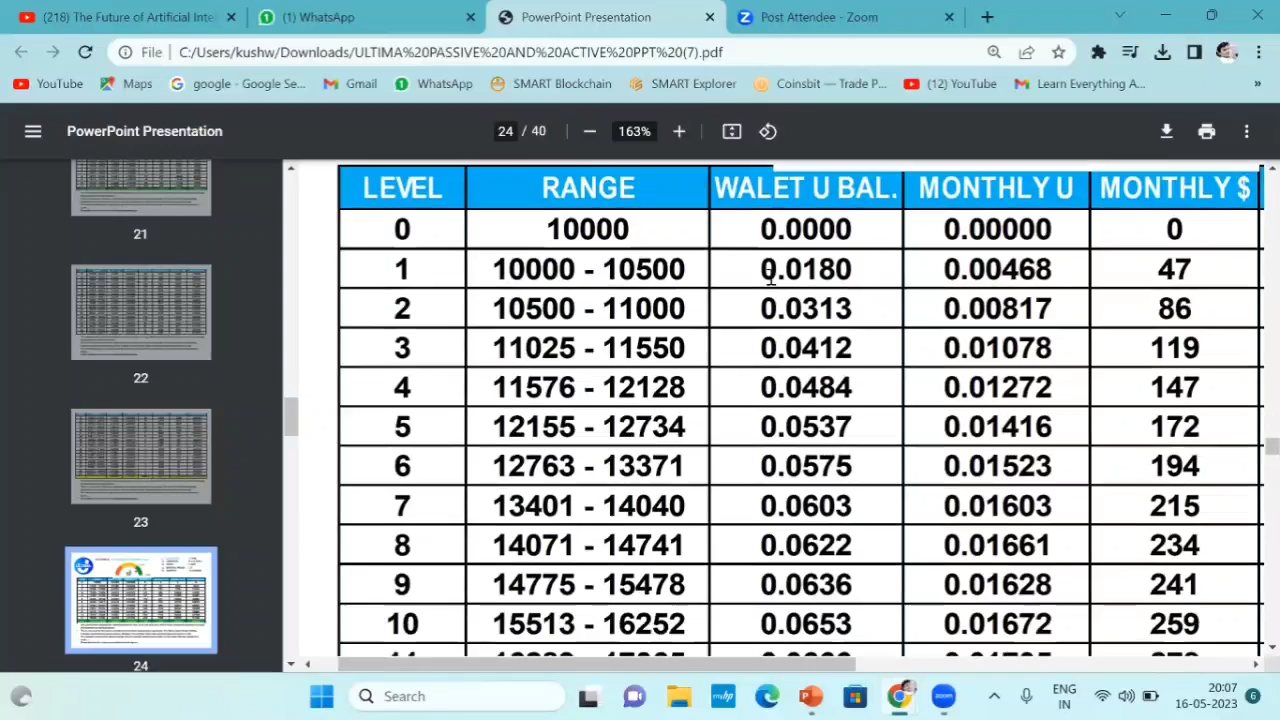 (218) The Future of Artificial Intel
(1) WhatsApp
PowerPoint Presentation
Post Attendee - Zoom
File
C:/Users/kushw/Downloads/ULTIMA%20PASSIVE%20AND%20ACTIVE%20PPT%20(7).pdf
YouTube
Maps
google - Google Se...
Gmail
WhatsApp
SMART Blockchain
SMART Explorer
Coinsbit — Trade P...
(12) YouTube
Learn Everything A...
»
PowerPoint Presentation
24 / 40
163%
21
22
23
24
LEVEL RANGE WALET U BAL. MONTHLY U MONTHLY $
0 10000 0.0000 0.00000 0
1 10000 - 10500 0.0180 0.00468 47
2 10500 - 11000 0.0313 0.00817 86
3 11025 - 11550 0.0412 0.01078 119
4 11576 - 12128 0.0484 0.01272 147
5 12155 - 12734 0.0537 0.01416 172
6 12763 - 13371 0.0575 0.01523 194
7 13401 - 14040 0.0603 0.01603 215
8 14071 - 14741 0.0622 0.01661 234
9 14775 - 15478 0.0636 0.01628 241
10 15513 - 16252 0.0653 0.01672 259
Search
ENG
IN
20:07
16-05-2023
6